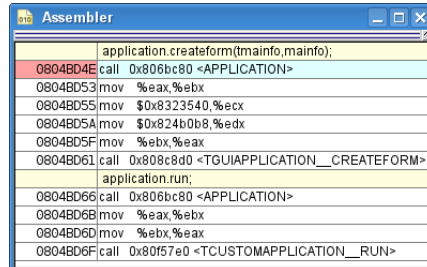 Assembler
application.createform(tmainfo,mainfo);
0804BD4E call 0x806bc80 <APPLICATION>
0804BD53 mov %eax,%ebx
0804BD55 mov $0x8323540,%ecx
0804BD5A mov $0x824b0b8,%edx
0804BD5F mov %ebx,%eax
0804BD61 call 0x808c8d0 <TGUIAPPLICATION__CREATEFORM>
application.run;
0804BD66 call 0x806bc80 <APPLICATION>
0804BD6B mov %eax,%ebx
0804BD6D mov %ebx,%eax
0804BD6F call 0x80f57e0 <TCUSTOMAPPLICATION__RUN>